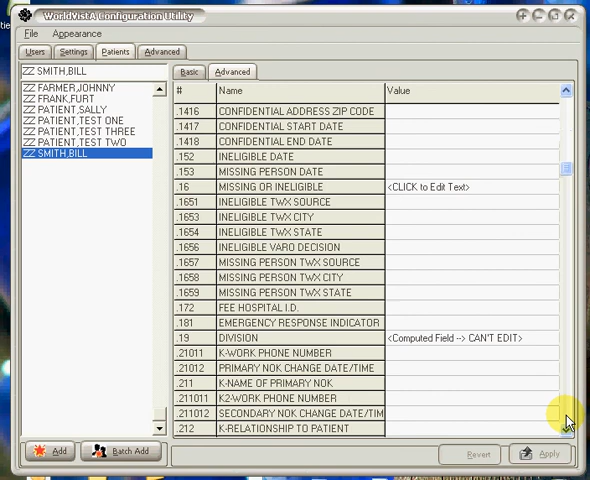 WorldVistA Configuration Utility
File Appearance
Users Settings Patients Advanced
ZZ SMITH,BILL
ZZ FARMER,JOHNNY
ZZ FRANK,FURT
ZZ PATIENT,SALLY
ZZ PATIENT,TEST ONE
ZZ PATIENT,TEST THREE
ZZ PATIENT,TEST TWO
ZZ SMITH,BILL
Basic Advanced
# Name Value
.1416 CONFIDENTIAL ADDRESS ZIP CODE
.1417 CONFIDENTIAL START DATE
.1418 CONFIDENTIAL END DATE
.152 INELIGIBLE DATE
.153 MISSING PERSON DATE
.16 MISSING OR INELIGIBLE <CLICK to Edit Text>
.1651 INELIGIBLE TWX SOURCE
.1653 INELIGIBLE TWX CITY
.1654 INELIGIBLE TWX STATE
.1656 INELIGIBLE VARO DECISION
.1657 MISSING PERSON TWX SOURCE
.1658 MISSING PERSON TWX CITY
.1659 MISSING PERSON TWX STATE
.172 FEE HOSPITAL I.D.
.181 EMERGENCY RESPONSE INDICATOR
.19 DIVISION <Computed Field --> CAN'T EDIT>
.21011 K-WORK PHONE NUMBER
.21012 PRIMARY NOK CHANGE DATE/TIME
.211 K-NAME OF PRIMARY NOK
.211011 K2-WORK PHONE NUMBER
.211012 SECONDARY NOK CHANGE DATE/TIM
.212 K-RELATIONSHIP TO PATIENT
Add Batch Add Revert Apply